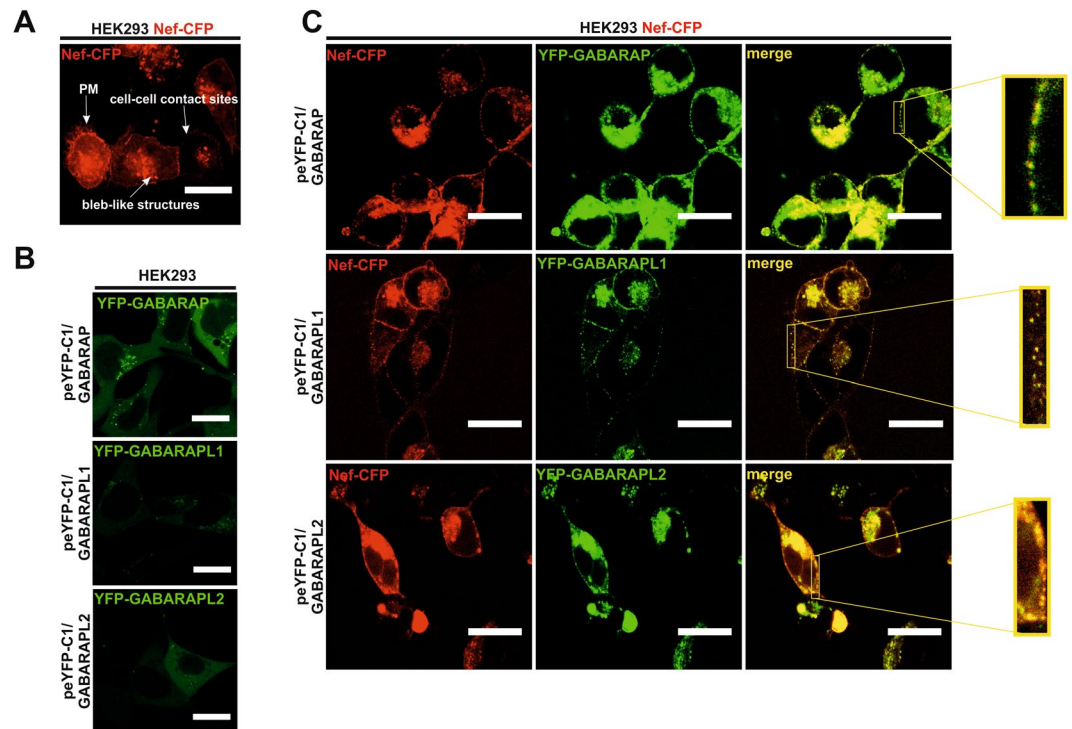 A
HEK293 Nef-CFP
Nef-CFP
PM
cell-cell contact sites
bleb-like structures
B
HEK293
peYFP-C1/
GABARAP
YFP-GABARAP
peYFP-C1/
GABARAPL1
YFP-GABARAPL1
peYFP-C1/
GABARAPL2
YFP-GABARAPL2
C
HEK293 Nef-CFP
peYFP-C1/
GABARAP
Nef-CFP
YFP-GABARAP
merge
peYFP-C1/
GABARAPL1
Nef-CFP
YFP-GABARAPL1
merge
peYFP-C1/
GABARAPL2
Nef-CFP
YFP-GABARAPL2
merge